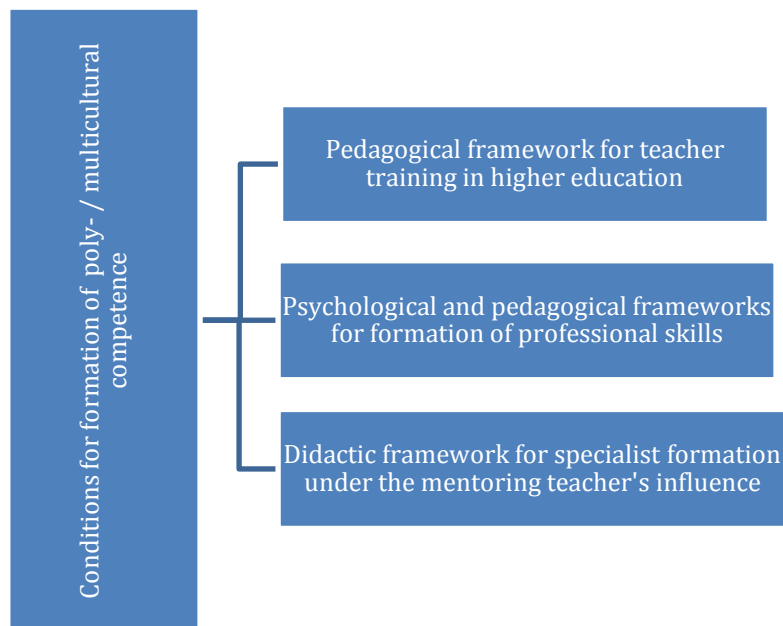 Conditions for formation of poly- / multicultural
competence
Pedagogical framework for teacher
training in higher education
Psychological and pedagogical frameworks
for formation of professional skills
Didactic framework for specialist formation
under the mentoring teacher's influence